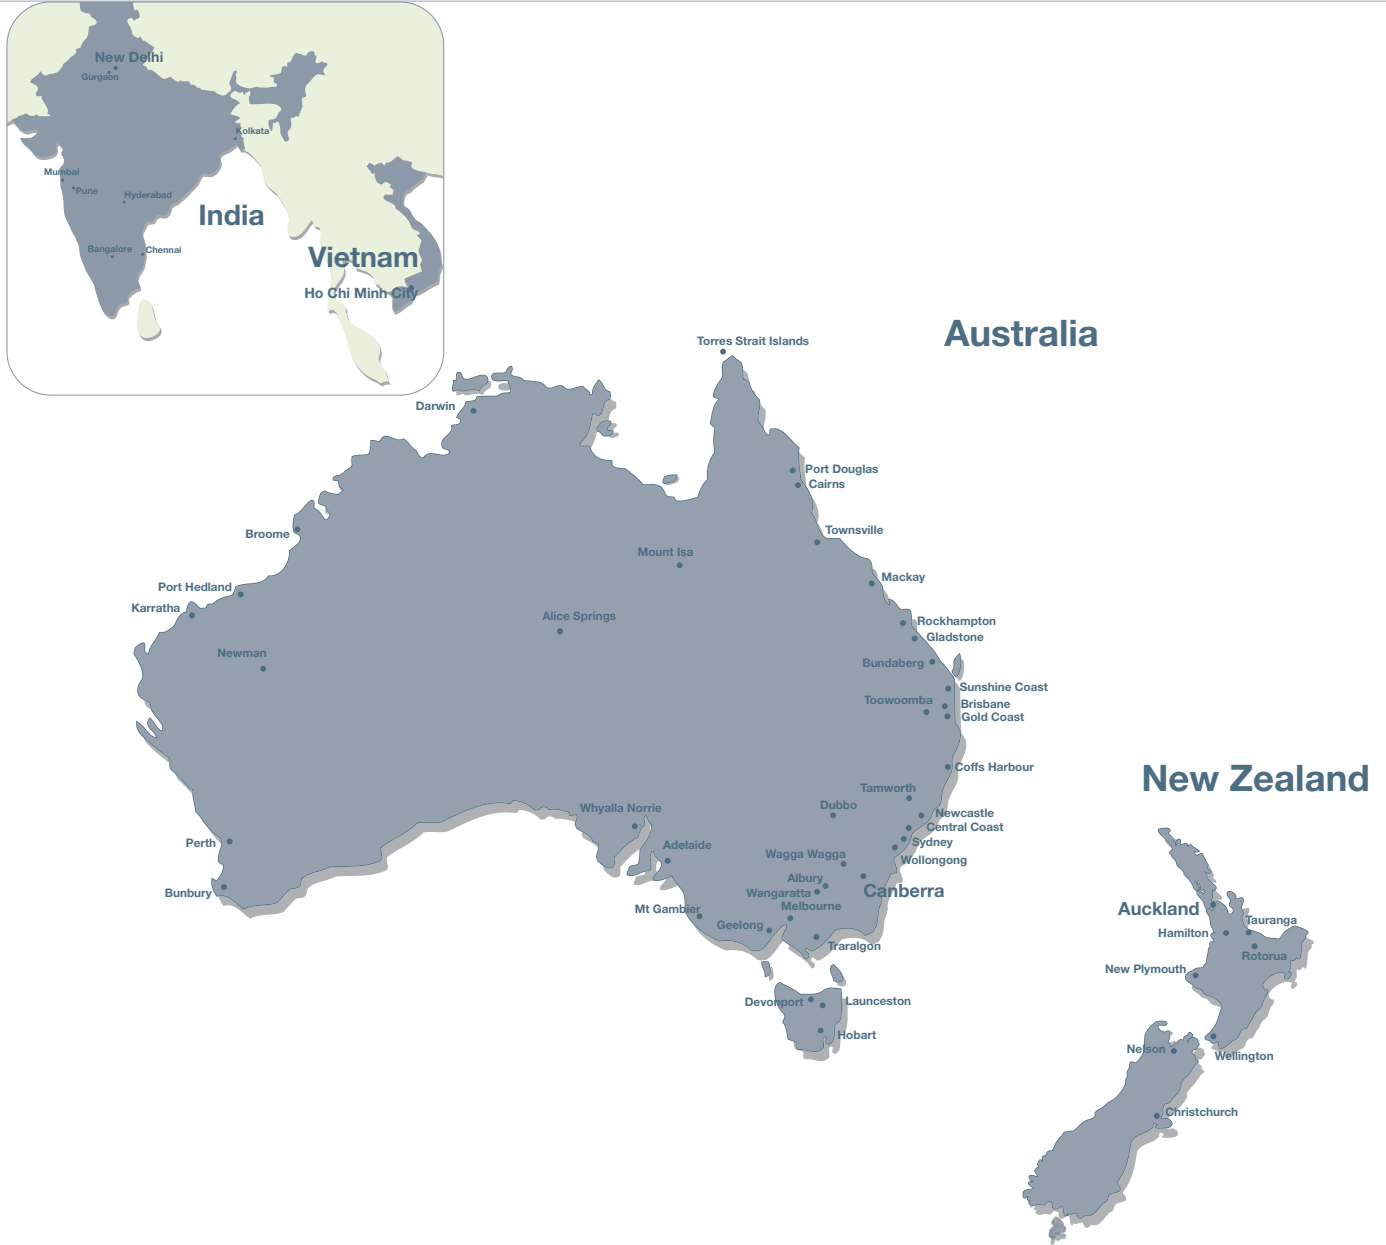 New Delhi
Gurgaon
Kolkata
Mumbai
Pune
Hyderabad
India
Bangalore
Chennai
Vietnam
Ho Chi Minh City
Australia
Torres Strait Islands
Darwin
Port Douglas
Cairns
Broome
Townsville
Mount Isa
Mackay
Port Hedland
Karratha
Alice Springs
Rockhampton
Gladstone
Newman
Bundaberg
Sunshine Coast
Toowoomba
Brisbane
Gold Coast
Coffs Harbour
New Zealand
Tamworth
Dubbo
Whyalla Norrie
Newcastle
Central Coast
Perth
Adelaide
Sydney
Wagga Wagga
Wollongong
Albury
Bunbury
Wangaratta
Canberra
Mt Gambier
Melbourne
Geelong
Traralgon
Auckland
Tauranga
Hamilton
Rotorua
New Plymouth
Devonport
Launceston
Hobart
Nelson
Wellington
Christchurch